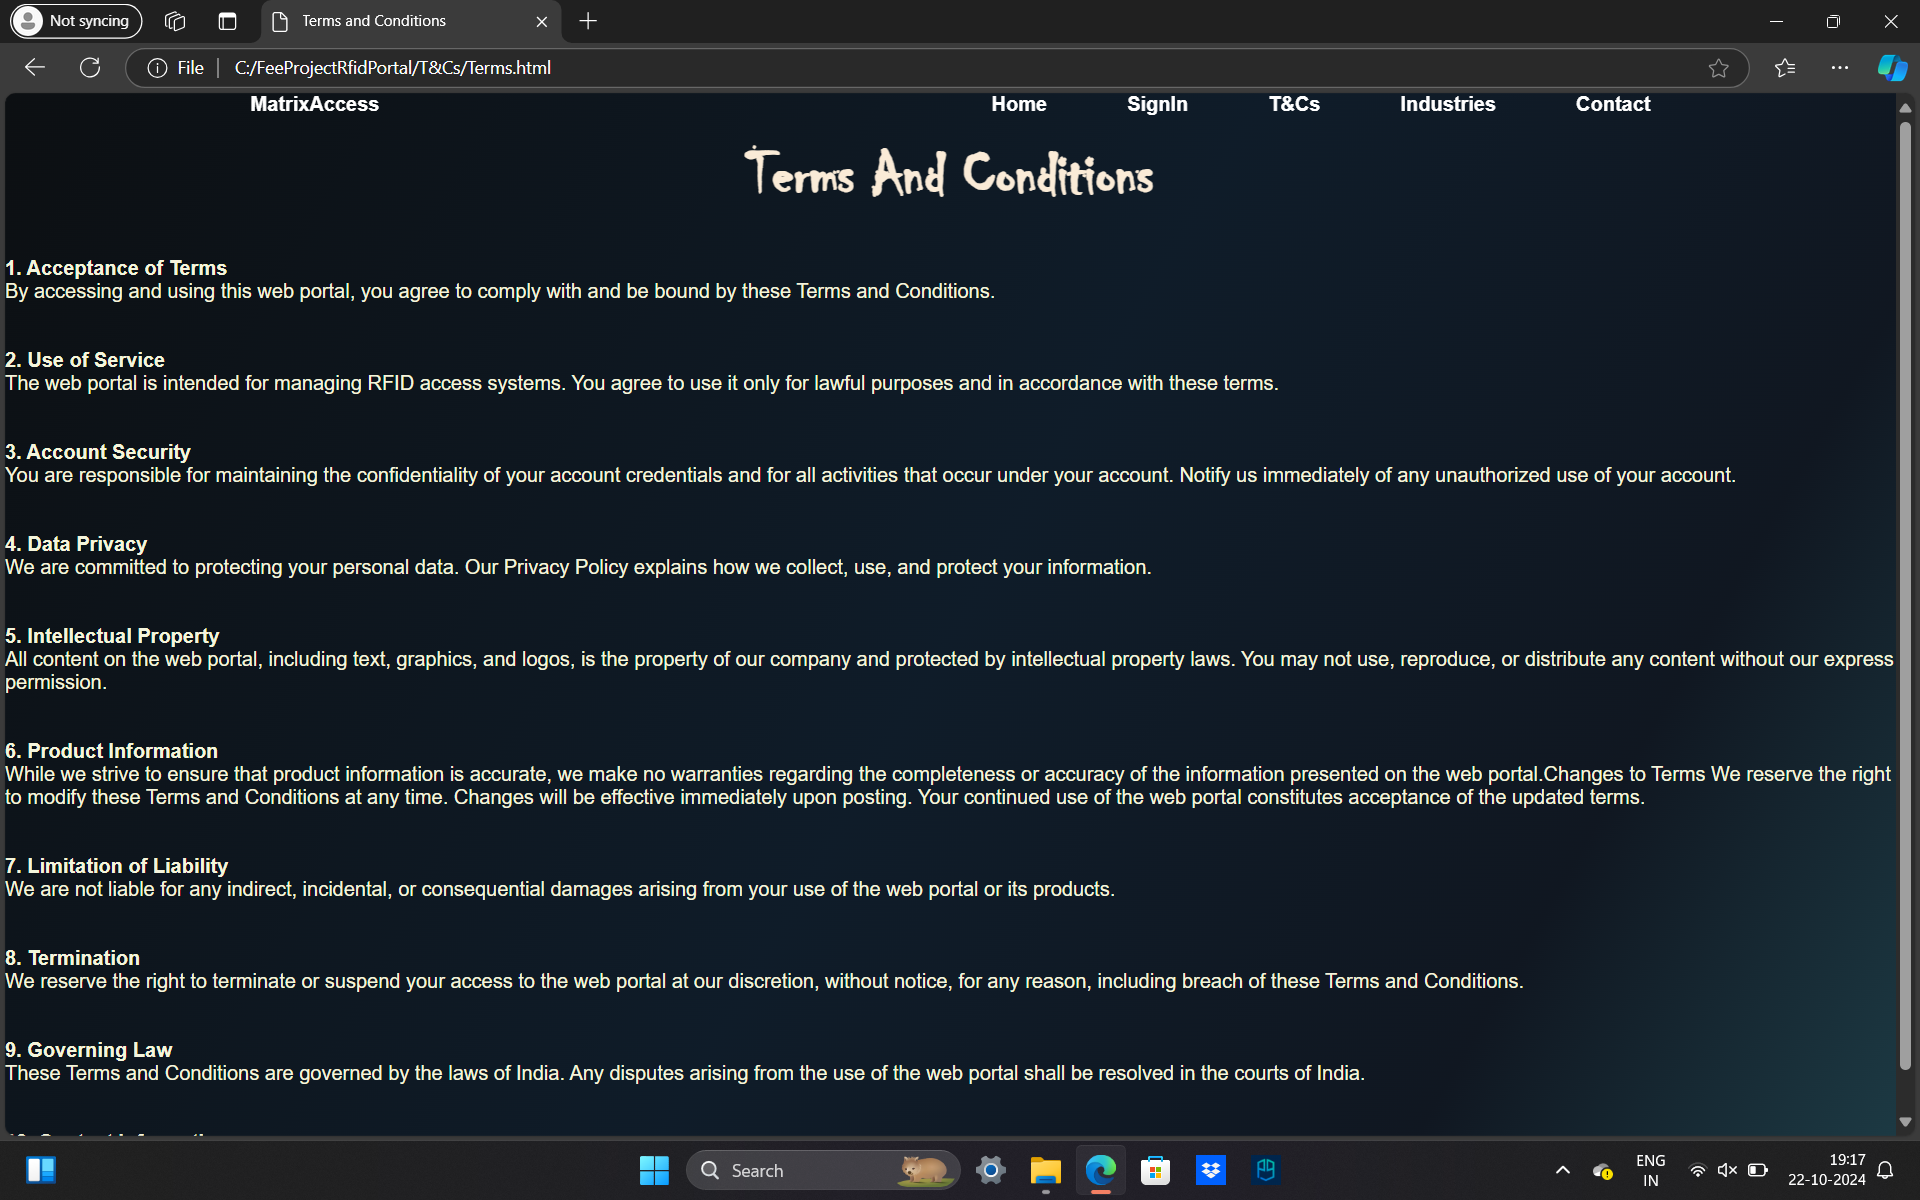 Not syncing
Terms and Conditions
File
C:/FeeProjectRfidPortal/T&Cs/Terms.html
MatrixAccess Home SignIn T&Cs Industries Contact
Terms And Conditions
1. Acceptance of Terms
By accessing and using this web portal, you agree to comply with and be bound by these Terms and Conditions.
2. Use of Service
The web portal is intended for managing RFID access systems. You agree to use it only for lawful purposes and in accordance with these terms.
3. Account Security
You are responsible for maintaining the confidentiality of your account credentials and for all activities that occur under your account. Notify us immediately of any unauthorized use of your account.
4. Data Privacy
We are committed to protecting your personal data. Our Privacy Policy explains how we collect, use, and protect your information.
5. Intellectual Property
All content on the web portal, including text, graphics, and logos, is the property of our company and protected by intellectual property laws. You may not use, reproduce, or distribute any content without our express
permission.
6. Product Information
While we strive to ensure that product information is accurate, we make no warranties regarding the completeness or accuracy of the information presented on the web portal.Changes to Terms We reserve the right
to modify these Terms and Conditions at any time. Changes will be effective immediately upon posting. Your continued use of the web portal constitutes acceptance of the updated terms.
7. Limitation of Liability
We are not liable for any indirect, incidental, or consequential damages arising from your use of the web portal or its products.
8. Termination
We reserve the right to terminate or suspend your access to the web portal at our discretion, without notice, for any reason, including breach of these Terms and Conditions.
9. Governing Law
These Terms and Conditions are governed by the laws of India. Any disputes arising from the use of the web portal shall be resolved in the courts of India.
Search
ENG
IN
19:17
22-10-2024